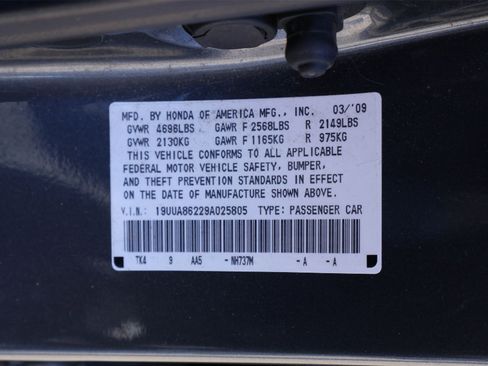 MFD. BY HONDA OF AMERICA MFG., INC. 03/'09
GVWR 4698LBS GAWR F 2568LBS R 2149LBS
GVWR 2130KG GAWR F 1165KG R 975KG
THIS VEHICLE CONFORMS TO ALL APPLICABLE
FEDERAL MOTOR VEHICLE SAFETY, BUMPER,
AND THEFT PREVENTION STANDARDS IN EFFECT
ON THE DATE OF MANUFACTURE SHOWN ABOVE.
V.I.N.: 19UUA86229A025805 TYPE: PASSENGER CAR
TK4 9 AA5 -NH737M -A -A